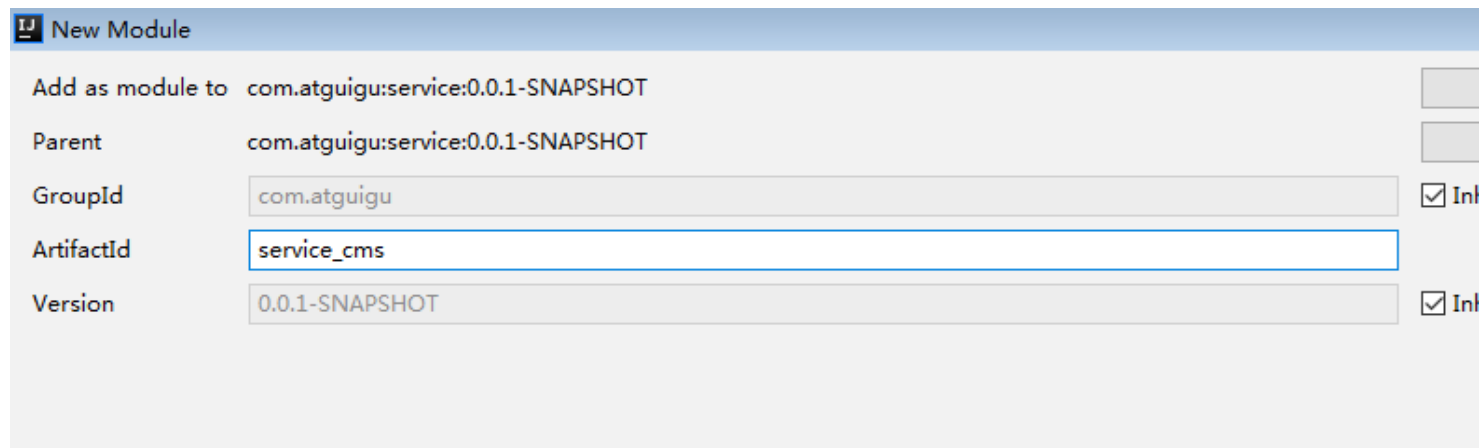 New Module
Add as module to com.atguigu:service:0.0.1-SNAPSHOT
Parent com.atguigu:service:0.0.1-SNAPSHOT
GroupId com.atguigu
ArtifactId service_cms
Version 0.0.1-SNAPSHOT